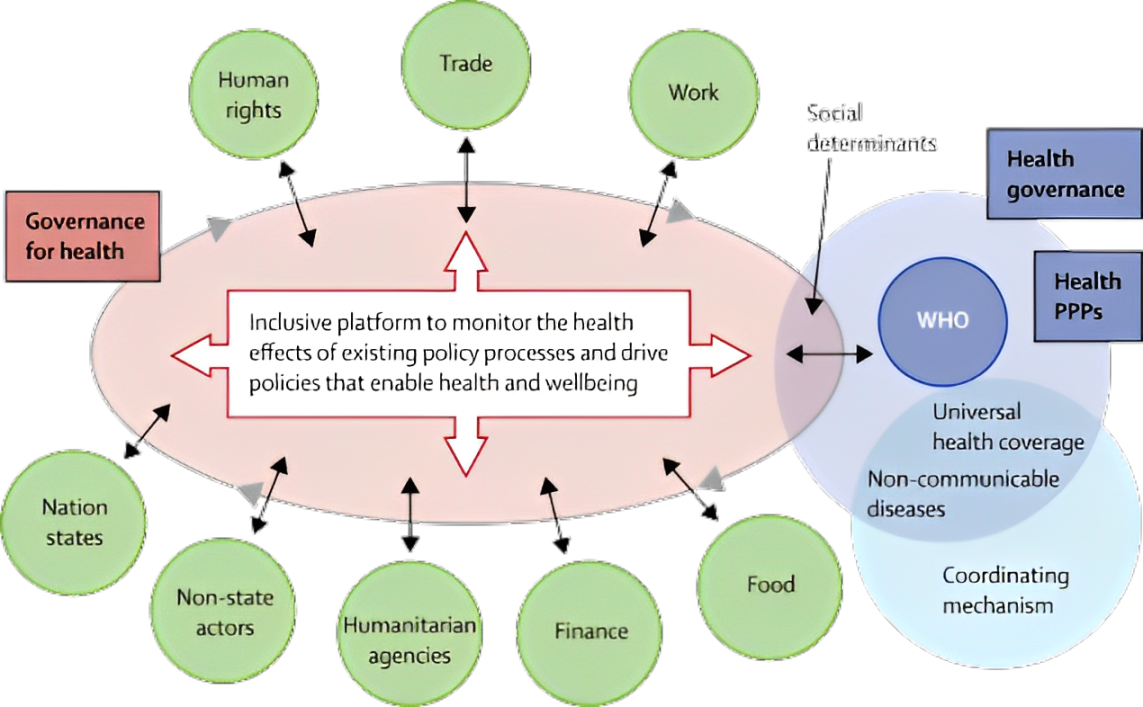 Human
rights
Trade
Work
Social
determinants
Health
governance
Governance
for health
Health
PPPs
WHO
Inclusive platform to monitor the health
effects of existing policy processes and drive
policies that enable health and wellbeing
Universal
health coverage
Non-communicable
diseases
Nation
states
Non-state
actors
Humanitarian
agencies
Finance
Food
Coordinating
mechanism